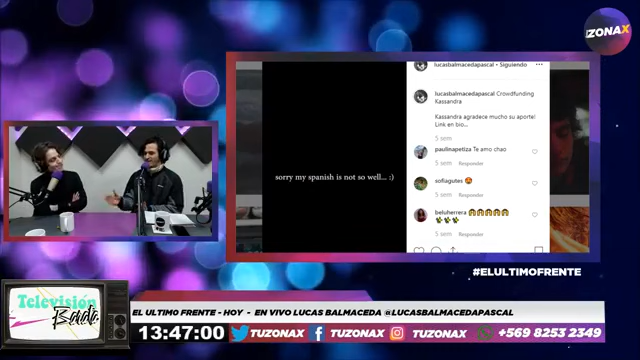 ZONAX
lucasbalmacedapascal • Siguiendo
lucasbalmacedapascal Crowdfunding
Kassandra
Kassandra agradece mucho su aporte!
Link en bio...
5 sem
paulinapetiza Te amo chao
5 sem Responder
sofiagutes
5 sem Responder
beluherrera
5 sem Responder
sorry my spanish is not so well... :)
#ELULTIMOFRENTE
Televisión
Barata
EL ULTIMO FRENTE - HOY - EN VIVO LUCAS BALMACEDA @LUCASBALMACEDAPASCAL
13:47:00
TUZONAX
TUZONAX
TUZONAX
+569 8253 2349